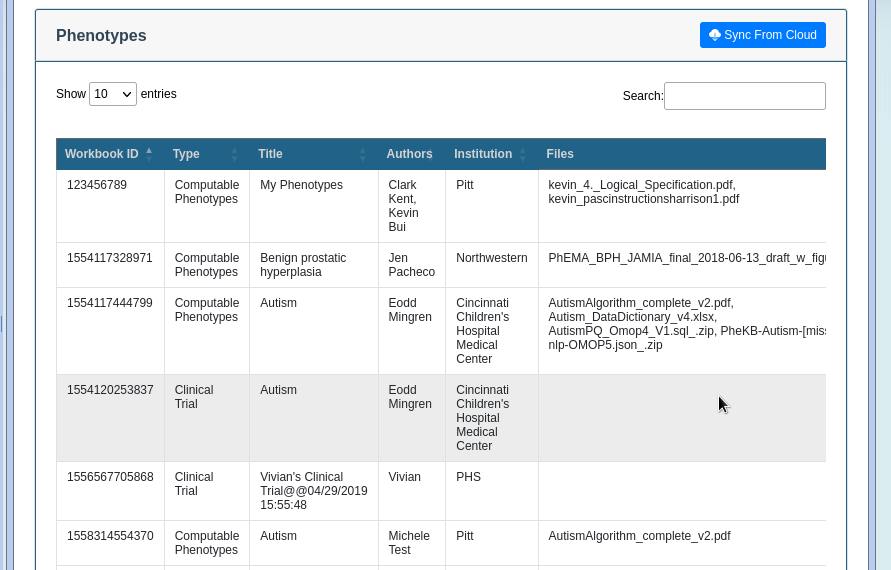 Phenotypes
Sync From Cloud
Show 10 entries
Search:
Workbook ID Type Title Authors Institution Files
123456789 Computable My Phenotypes Clark Pitt kevin_4._Logical_Specification.pdf,
Phenotypes Kent, kevin_pascinstructionsharrison1.pdf
Kevin
Bui
1554117328971 Computable Benign prostatic Jen Northwestern PhEMA_BPH_JAMIA_final_2018-06-13_draft_w_figu
Phenotypes hyperplasia Pacheco
1554117444799 Computable Autism Eodd Cincinnati AutismAlgorithm_complete_v2.pdf,
Phenotypes Mingren Children's Autism_DataDictionary_v4.xlsx,
Hospital AutismPQ_Omop4_V1.sql_.zip, PheKB-Autism-[miss
Medical nlp-OMOP5.json_.zip
Center
1554120253837 Clinical Autism Eodd Cincinnati
Trial Mingren Children's
Hospital
Medical
Center
1556567705868 Clinical Vivian's Clinical Vivian PHS
Trial Trial@@04/29/2019
15:55:48
1558314554370 Computable Autism Michele Pitt AutismAlgorithm_complete_v2.pdf
Phenotypes Test